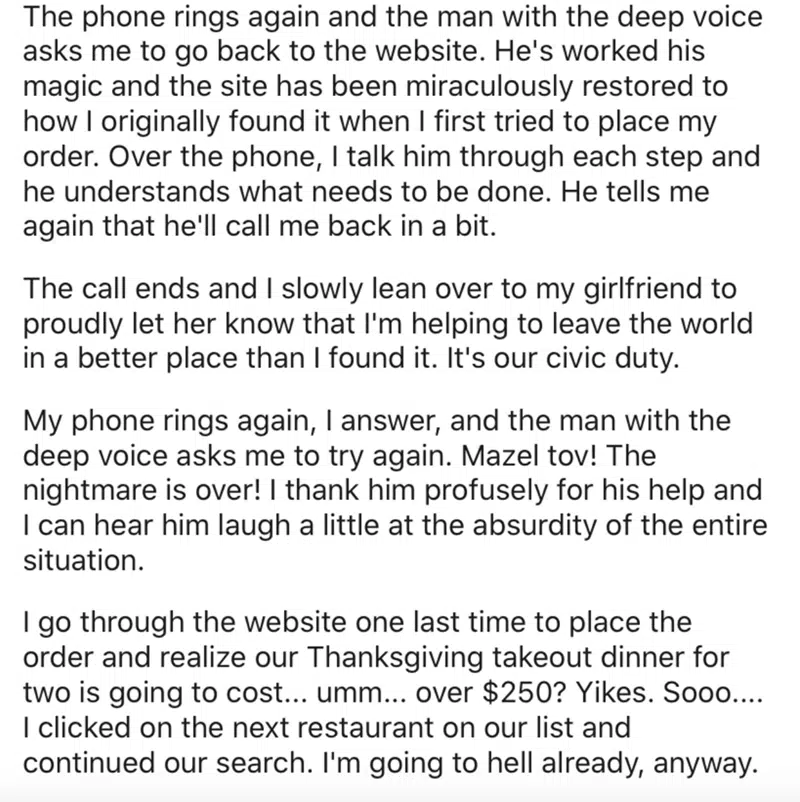 The phone rings again and the man with the deep voice
asks me to go back to the website. He's worked his
magic and the site has been miraculously restored to
how I originally found it when I first tried to place my
order. Over the phone, I talk him through each step and
he understands what needs to be done. He tells me
again that he'll call me back in a bit.
The call ends and I slowly lean over to my girlfriend to
proudly let her know that I'm helping to leave the world
in a better place than I found it. It's our civic duty.
My phone rings again, I answer, and the man with the
deep voice asks me to try again. Mazel tov! The
nightmare is over! I thank him profusely for his help and
I can hear him laugh a little at the absurdity of the entire
situation.
I go through the website one last time to place the
order and realize our Thanksgiving takeout dinner for
two is going to cost... umm... over $250? Yikes. Sooo....
I clicked on the next restaurant on our list and
continued our search. I'm going to hell already, anyway.